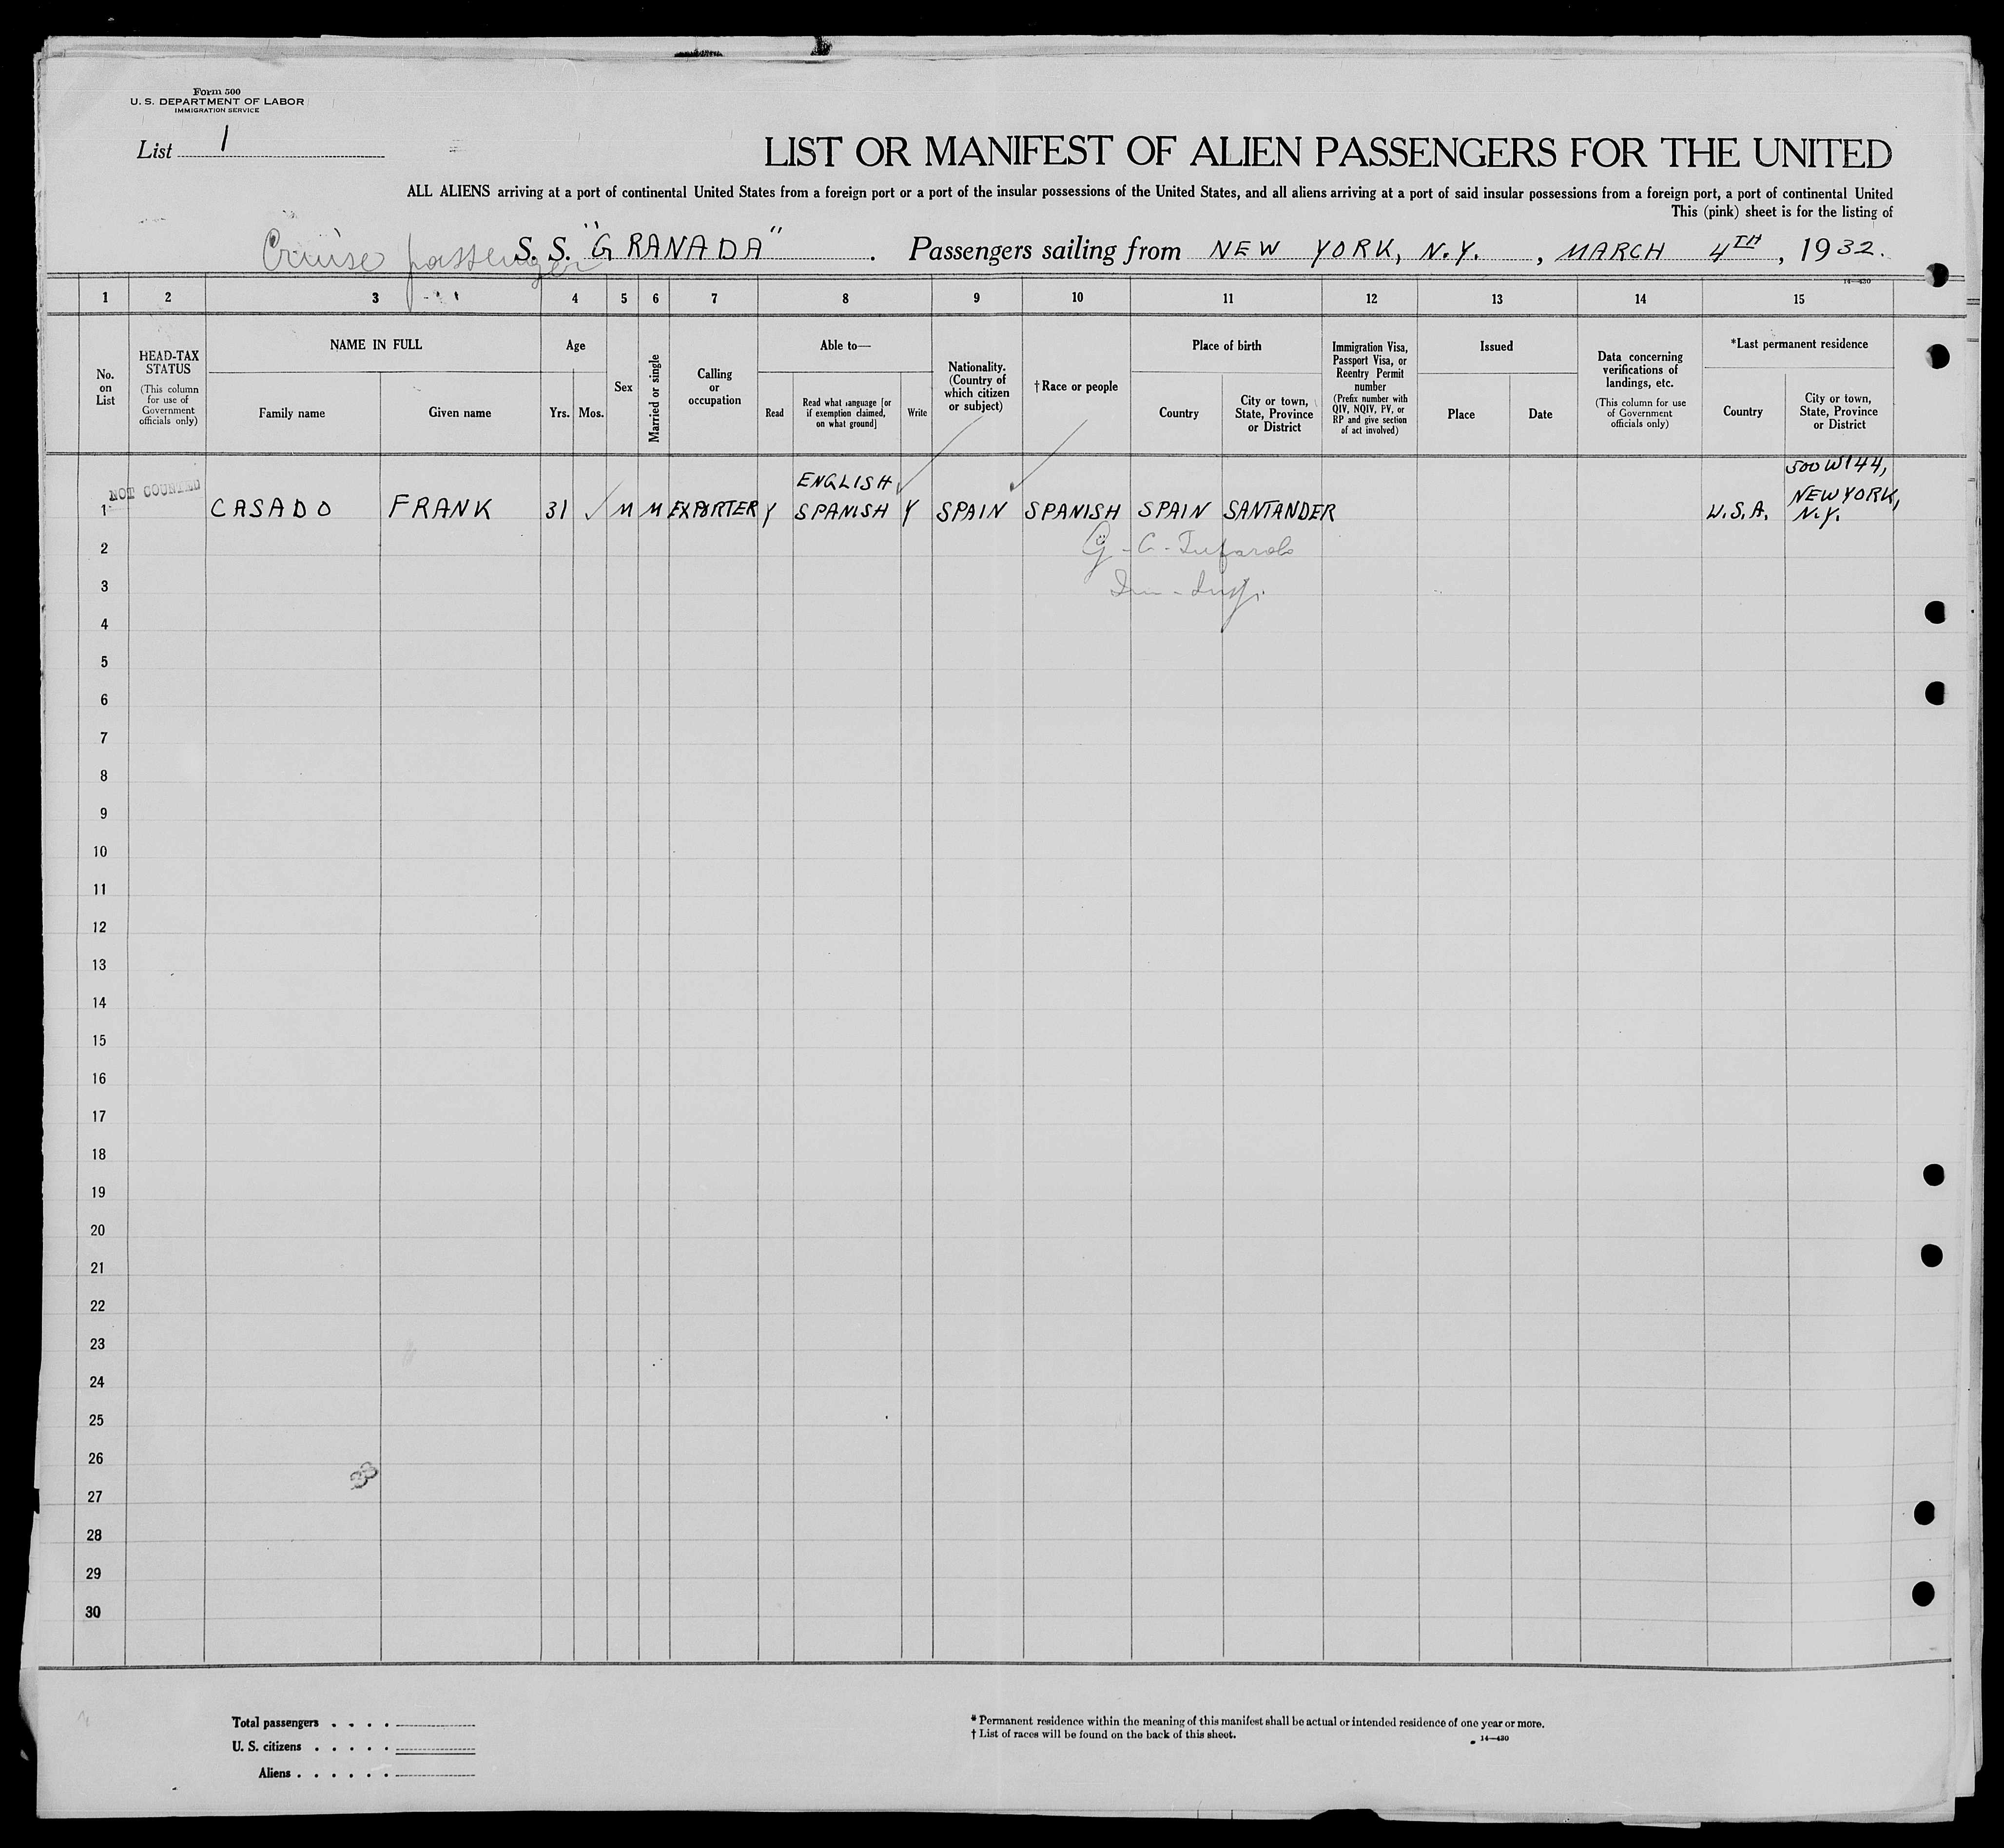 Form 500
U. S. DEPARTMENT OF LABOR
IMMIGRATION SERVICE
List 1
LIST OR MANIFEST OF ALIEN PASSENGERS FOR THE UNITED
ALL ALIENS arriving at a port of continental United States from a foreign port or a port of the insular possessions of the United States, and all aliens arriving at a port of said insular possessions from a foreign port, a port of continental United
This (pink) sheet is for the listing of
Cruise passenger
S. S. "GRANADA" . Passengers sailing from NEW YORK, N.Y. , MARCH 4TH , 1932.
14—430
1 2 3 4 5 6 7 8 9 10 11 12 13 14 15
No. on List
HEAD-TAX STATUS
(This column for use of Government officials only)
NAME IN FULL
Family name
Given name
Age
Yrs. Mos.
Sex
Married or single
Calling or occupation
Able to—
Read
Read what language [or if exemption claimed, on what ground]
Write
Nationality. (Country of which citizen or subject)
†Race or people
Place of birth
Country
City or town, State, Province or District
Immigration Visa, Passport Visa, or Reentry Permit number
(Prefix number with QIV, NQIV, PV, or RP and give section of act involved)
Issued
Place
Date
Data concerning verifications of landings, etc.
(This column for use of Government officials only)
*Last permanent residence
Country
City or town, State, Province or District
NOT COUNTED
1 CASADO FRANK 31 M M EXPORTER Y ENGLISH SPANISH Y SPAIN SPANISH SPAIN SANTANDER U.S.A. 500 W 144, NEW YORK, N.Y.
2
3
4
5
6
7
8
9
10
11
12
13
14
15
16
17
18
19
20
21
22
23
24
25
26
27
28
29
30
33
Total passengers . . . .
U. S. citizens . . . . .
Aliens . . . . . .
* Permanent residence within the meaning of this manifest shall be actual or intended residence of one year or more.
† List of races will be found on the back of this sheet.
14—430